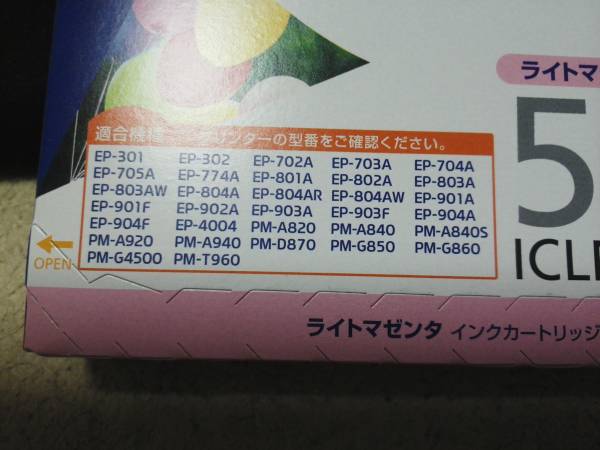 ライトマ
5
ICL
適合機種 プリンターの型番をご確認ください。
EP-301 EP-302 EP-702A EP-703A EP-704A
EP-705A EP-774A EP-801A EP-802A EP-803A
EP-803AW EP-804A EP-804AR EP-804AW EP-901A
EP-901F EP-902A EP-903A EP-903F EP-904A
EP-904F EP-4004 PM-A820 PM-A840 PM-A840S
PM-A920 PM-A940 PM-D870 PM-G850 PM-G860
PM-G4500 PM-T960
OPEN
ライトマゼンタ インクカートリッジ